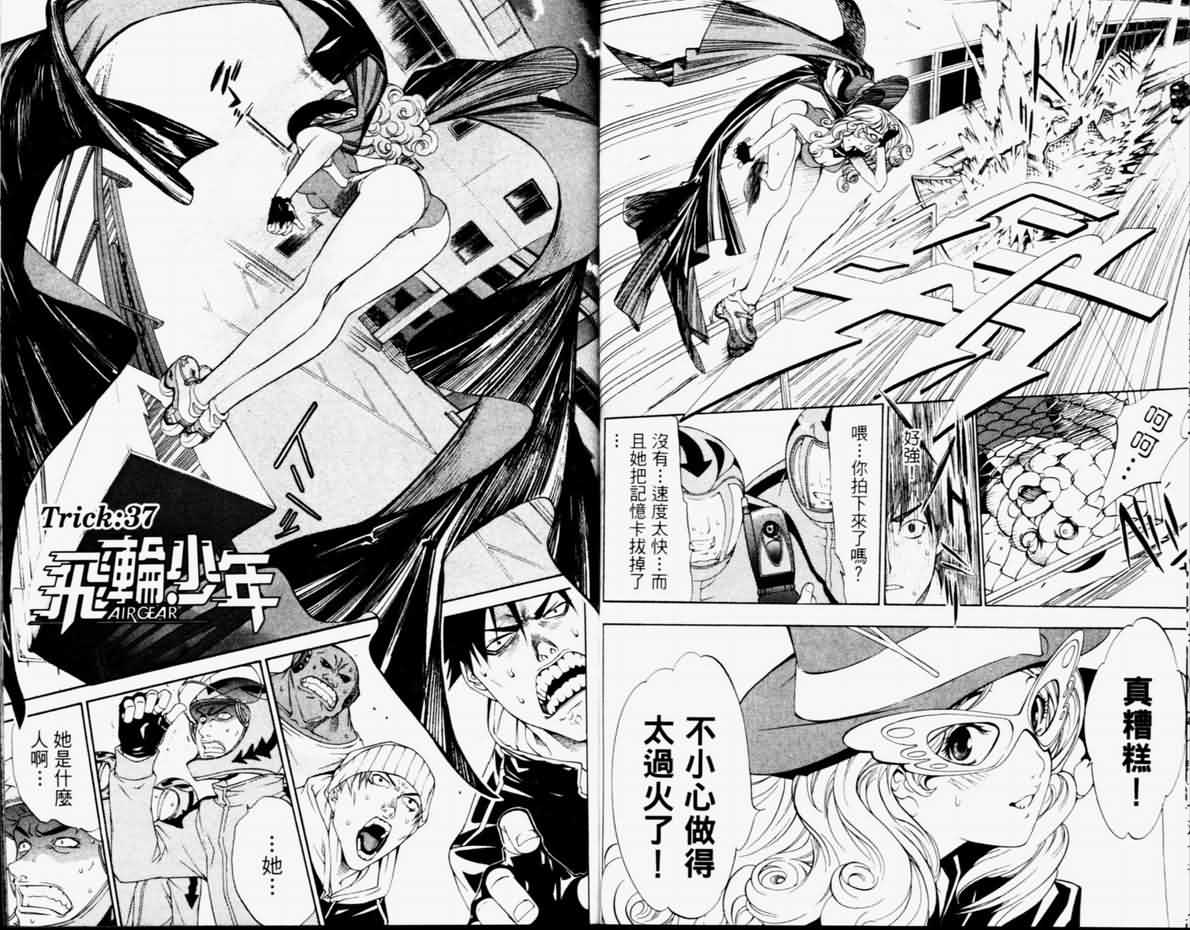 呵呵…
好強！
喂…你拍下來了嗎？
沒有…速度太快…而
且她把記憶卡拔掉了
…
真糟糕！
不小心做得
太過火了！
Trick:37
飛輪少年
AIR GEAR
…她…
她是什麼
人啊…